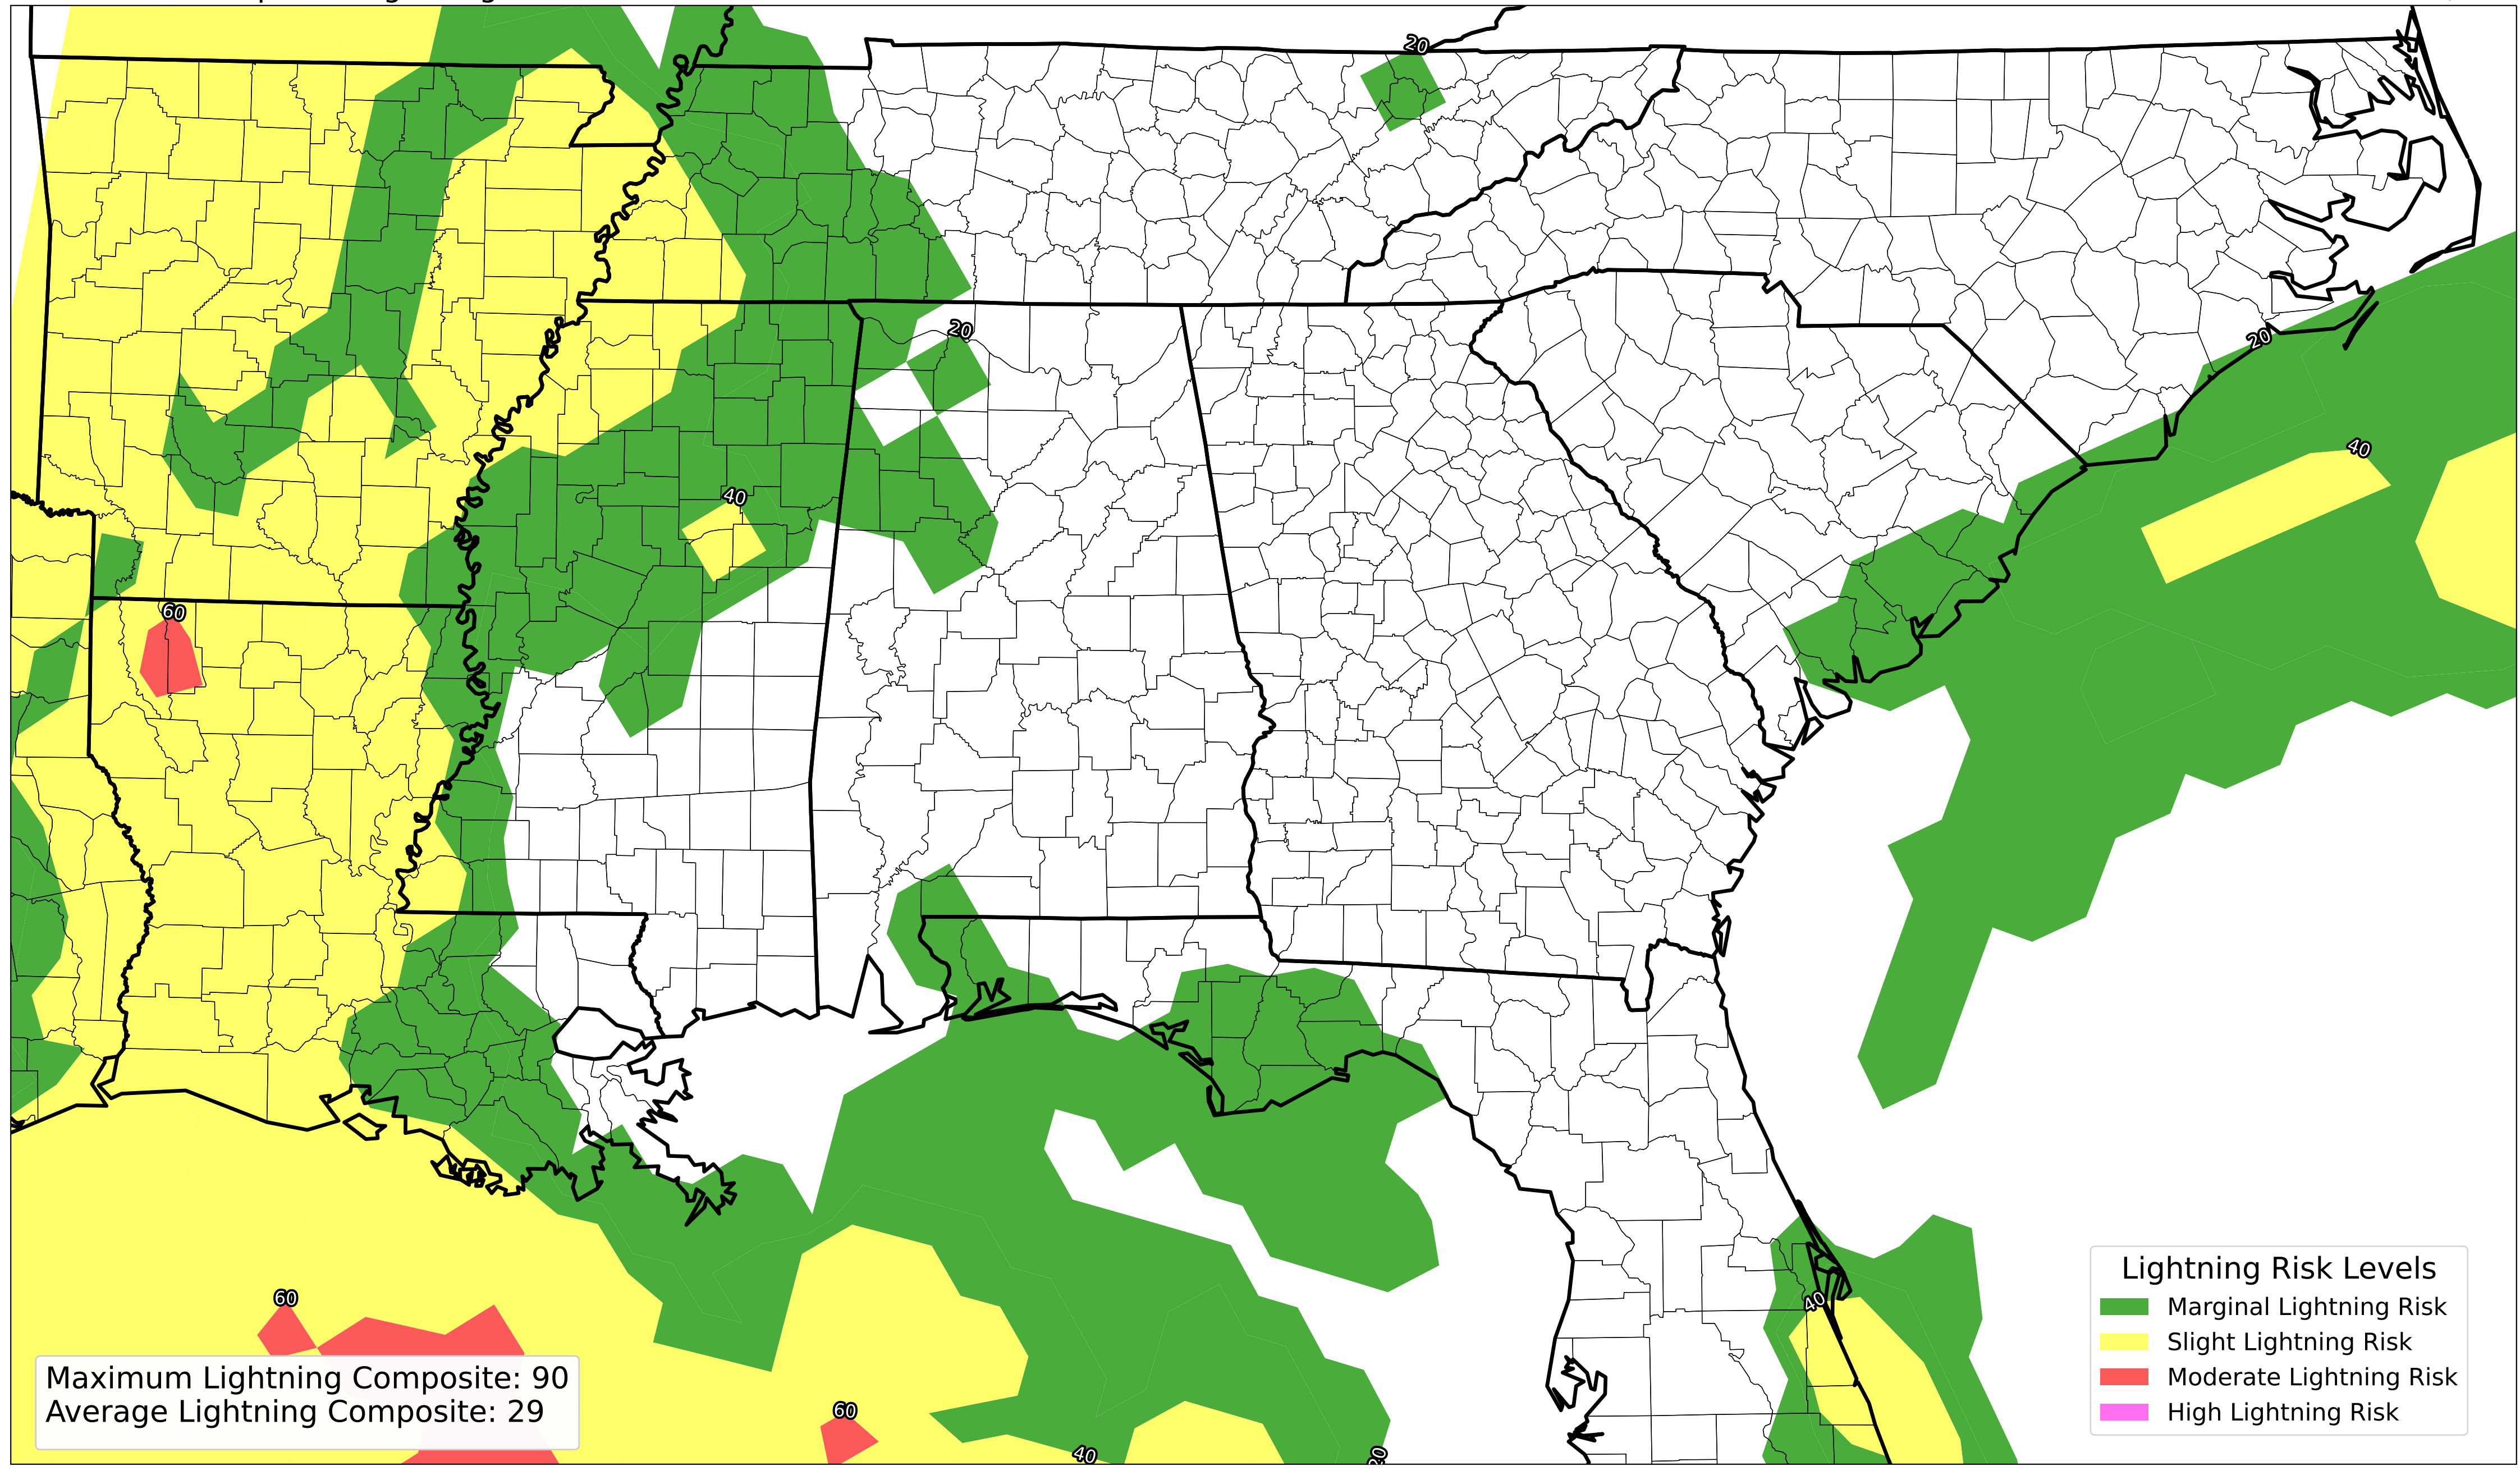 20
20
20
40
40
60
60
40
60
40
20
Maximum Lightning Composite: 90
Average Lightning Composite: 29
Lightning Risk Levels
Marginal Lightning Risk
Slight Lightning Risk
Moderate Lightning Risk
High Lightning Risk